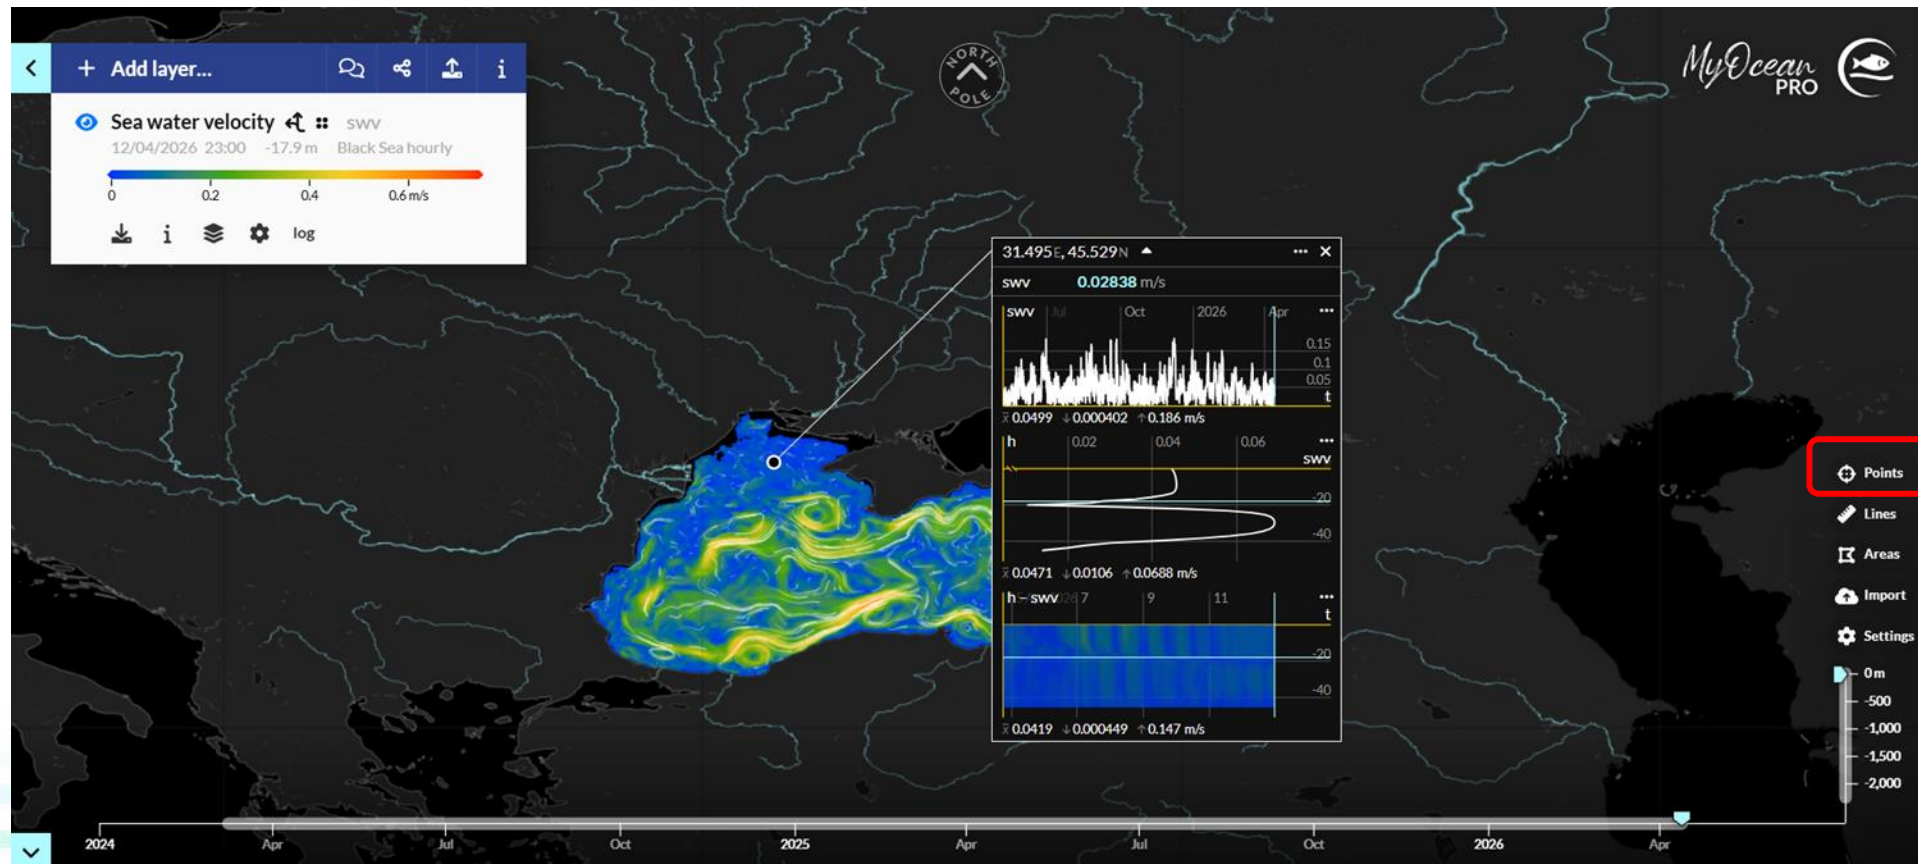 Add layer...
Sea water velocity swv
12/04/2026 23:00 -17.9 m Black Sea hourly
0 0.2 0.4 0.6 m/s
log
NORTH POLE
MyOcean
PRO
31.495E, 45.529N
swv 0.02838 m/s
swv Jul Oct 2026 Apr
0.15
0.1
0.05
t
x̄ 0.0499 ↓0.000402 ↑0.186 m/s
h 0.02 0.04 0.06
swv
-20
-40
x̄ 0.0471 ↓0.0106 ↑0.0688 m/s
h – swv 7 9 11
t
-20
-40
x̄ 0.0419 ↓0.000449 ↑0.147 m/s
Points
Lines
Areas
Import
Settings
0 m
-500
-1,000
-1,500
-2,000
2024 Apr Jul Oct 2025 Apr Jul Oct 2026 Apr